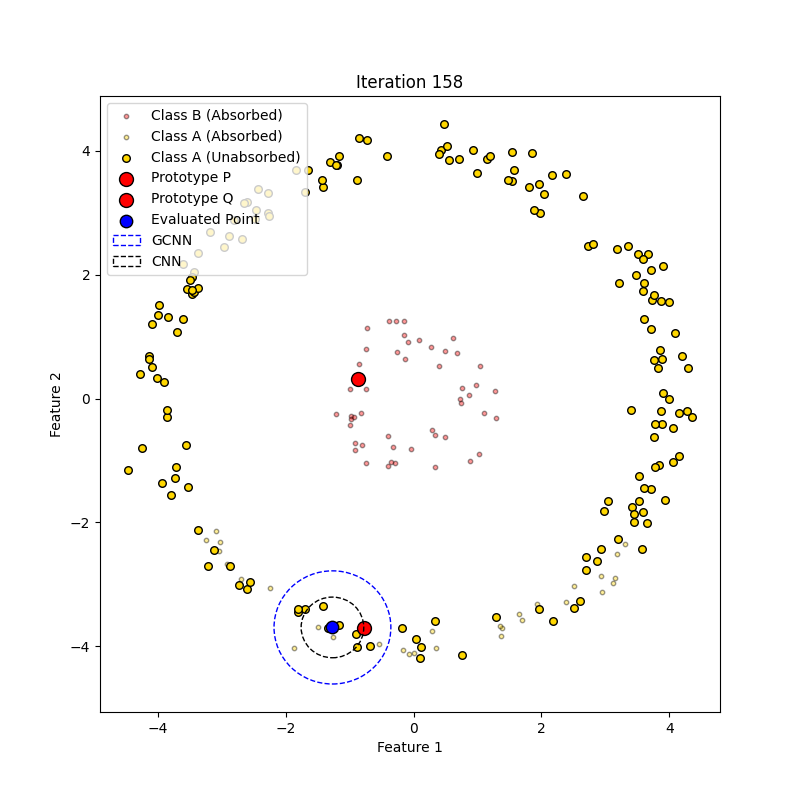 Iteration 158
Class B (Absorbed)
Class A (Absorbed)
Class A (Unabsorbed)
Prototype P
Prototype Q
Evaluated Point
GCNN
CNN
4
2
0
−2
−4
Feature 2
−4
−2
0
2
4
Feature 1